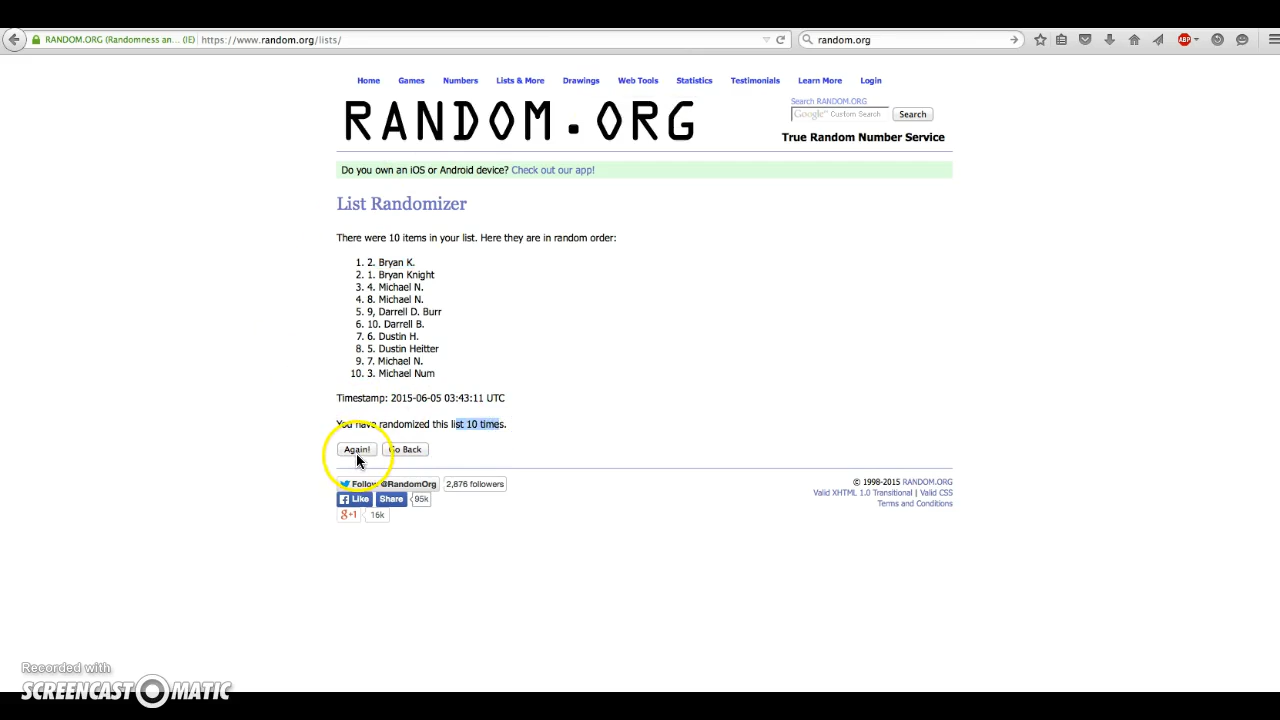 RANDOM.ORG (Randomness an... (IE) https://www.random.org/lists/ random.org ABP
Home Games Numbers Lists & More Drawings Web Tools Statistics Testimonials Learn More Login
RANDOM.ORG
Search RANDOM.ORG
Google™ Custom Search Search
True Random Number Service
Do you own an iOS or Android device? Check out our app!
List Randomizer
There were 10 items in your list. Here they are in random order:
1. 2. Bryan K.
2. 1. Bryan Knight
3. 4. Michael N.
4. 8. Michael N.
5. 9, Darrell D. Burr
6. 10. Darrell B.
7. 6. Dustin H.
8. 5. Dustin Heitter
9. 7. Michael N.
10. 3. Michael Num
Timestamp: 2015-06-05 03:43:11 UTC
You have randomized this list 10 times.
Again! Go Back
Follow @RandomOrg 2,876 followers
Like Share 95k
g+1 16k
© 1998-2015 RANDOM.ORG
Valid XHTML 1.0 Transitional | Valid CSS
Terms and Conditions
Recorded with
SCREENCAST-O-MATIC